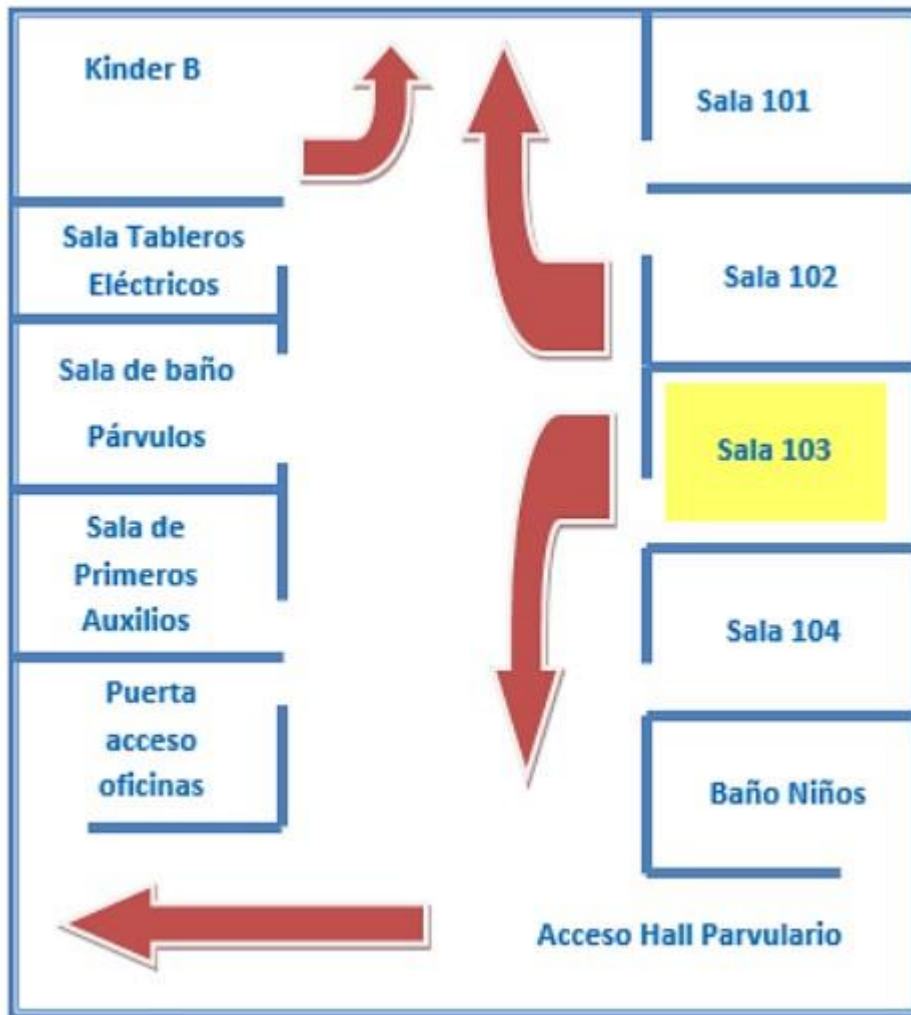 Kinder B
Sala Tableros
Eléctricos
Sala de baño
Párvulos
Sala de
Primeros
Auxilios
Puerta
acceso
oficinas
Sala 101
Sala 102
Sala 103
Sala 104
Baño Niños
Acceso Hall Parvulario